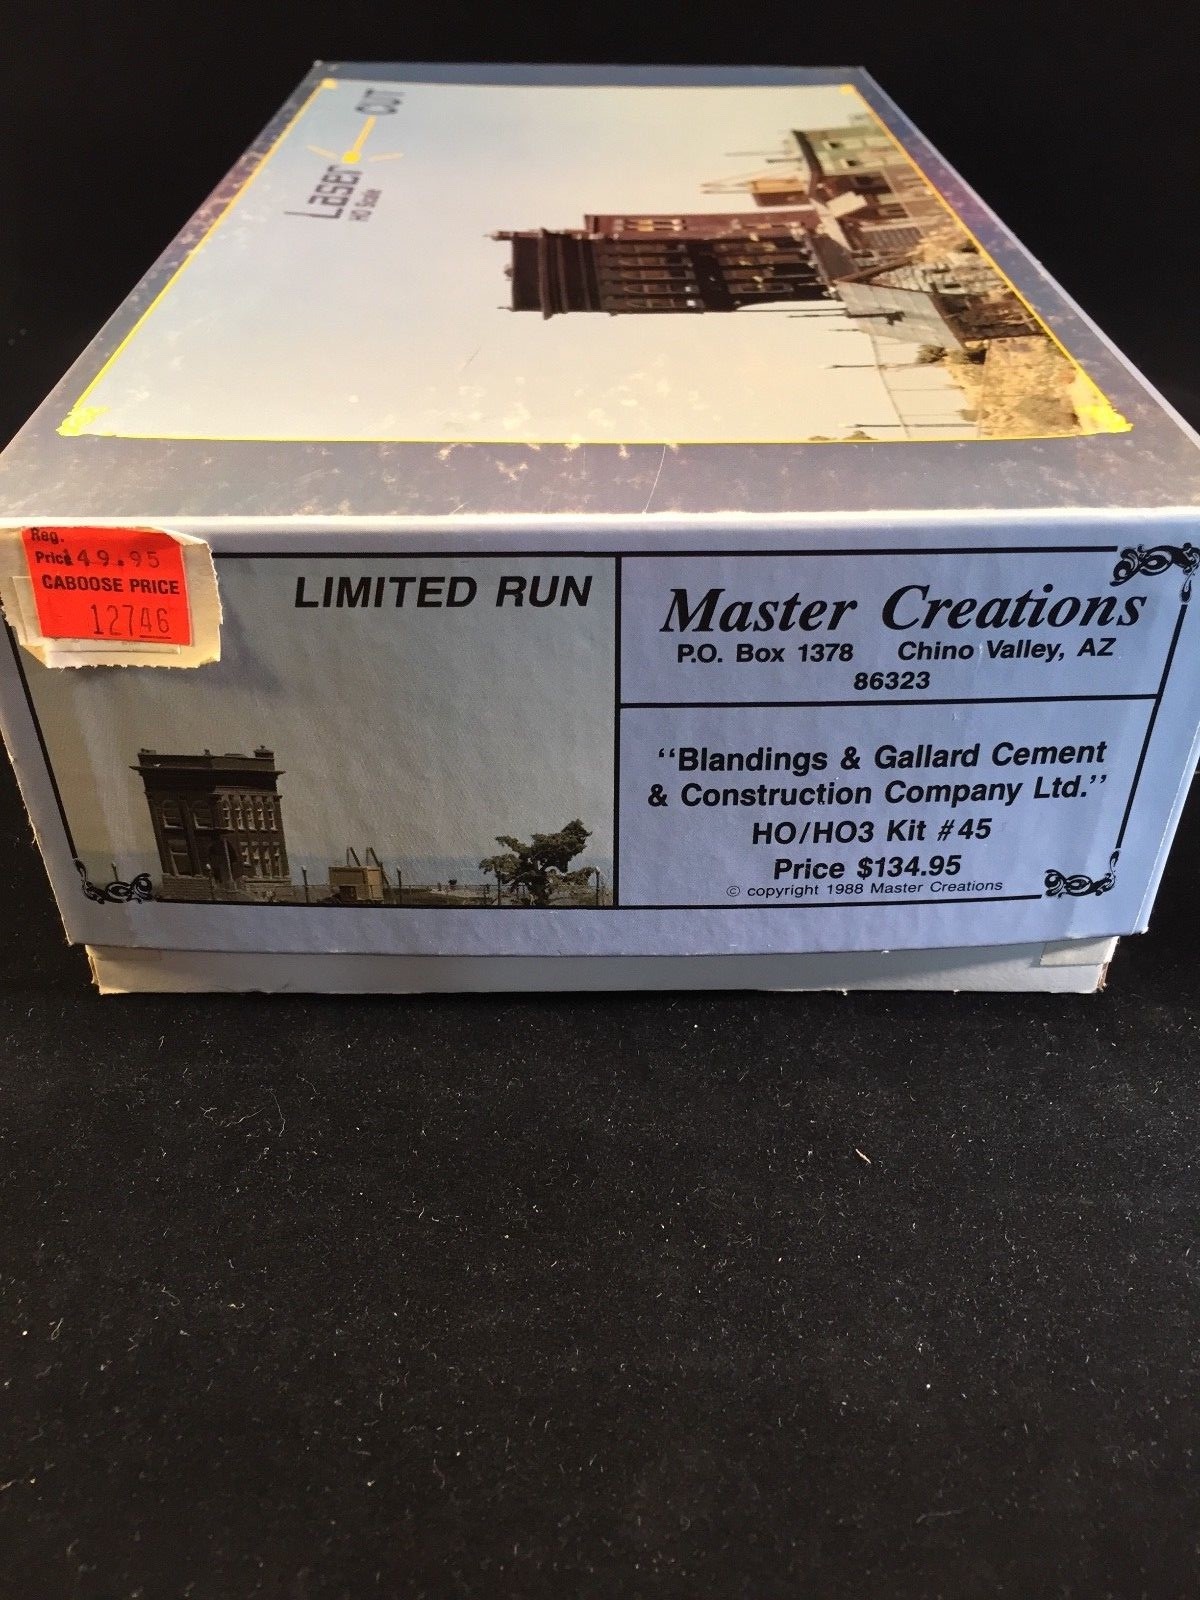 Laser CUT
HO Scale
Reg.
Price 149.95
CABOOSE PRICE
12746
LIMITED RUN
Master Creations
P.O. Box 1378 Chino Valley, AZ
86323
“Blandings & Gallard Cement
& Construction Company Ltd.”
HO/HO3 Kit #45
Price $134.95
© copyright 1988 Master Creations